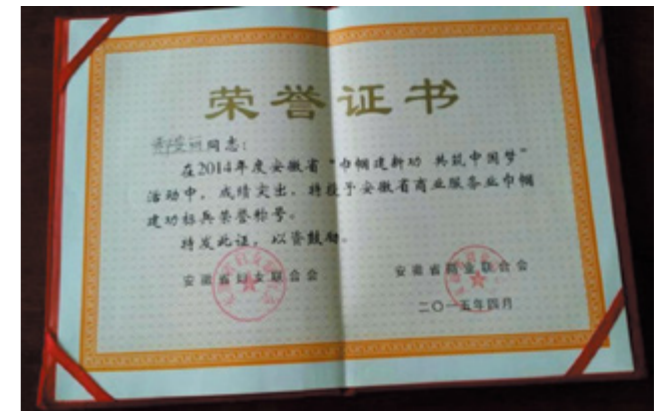 荣誉证书
同志：
在2014年度安徽省“巾帼建新功 共筑中国梦”
活动中，成绩突出，特授予安徽省商业服务业巾帼
建功标兵荣誉称号。
特发此证，以资鼓励。
安徽省妇女联合会
安徽省商业联合会
二〇一五年四月